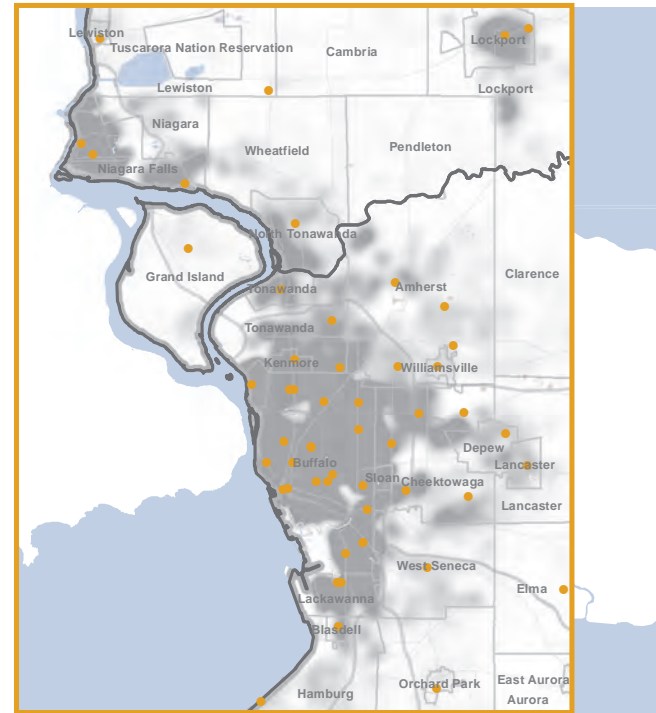 Lewiston
Tuscarora Nation Reservation
Cambria
Lockport
Lewiston
Lockport
Niagara
Wheatfield
Pendleton
Niagara Falls
North Tonawanda
Grand Island
Clarence
Tonawanda
Amherst
Tonawanda
Kenmore
Williamsville
Depew
Buffalo
Lancaster
Sloan
Cheektowaga
Lancaster
West Seneca
Elma
Lackawanna
Blasdell
Orchard Park
East Aurora
Hamburg
Aurora